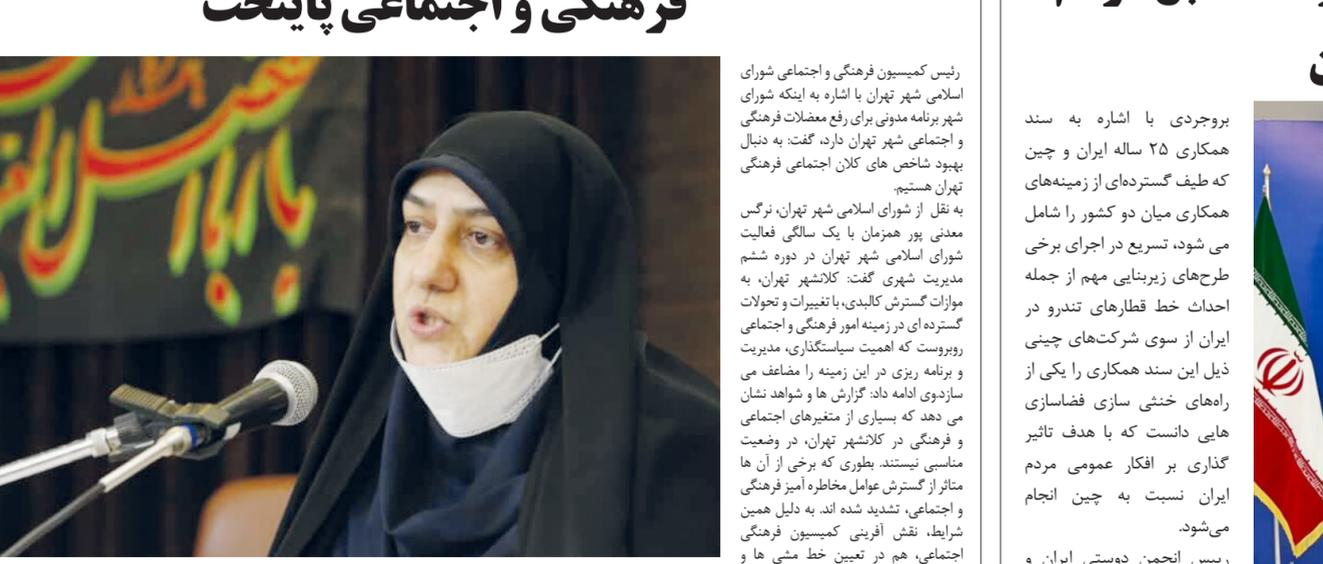 فرهنگی و اجتماعی پایتخت
رئیس کمیسیون فرهنگی و اجتماعی شورای
اسلامی شهر تهران با اشاره به اینکه شورای
شهر برنامه مدونی برای رفع معضلات فرهنگی
و اجتماعی شهر تهران دارد، گفت: به دنبال
بهبود شاخص های کلان اجتماعی فرهنگی
تهران هستیم.
به نقل از شورای اسلامی شهر تهران، نرگس
معدنی پور همزمان با یک سالگی فعالیت
شورای اسلامی شهر تهران در دوره ششم
مدیریت شهری گفت: کلانشهر تهران، به
موازات گسترش کالبدی، با تغییرات و تحولات
گسترده ای در زمینه امور فرهنگی و اجتماعی
روبروست که اهمیت سیاستگذاری، مدیریت
و برنامه ریزی در این زمینه را مضاعف می
سازد.وی ادامه داد: گزارش ها و شواهد نشان
می دهد که بسیاری از متغیرهای اجتماعی
و فرهنگی در کلانشهر تهران، در وضعیت
مناسبی نیستند. بطوری که برخی از آن ها
متاثر از گسترش عوامل مخاطره آمیز فرهنگی
و اجتماعی، تشدید شده اند. به دلیل همین
شرایط، نقش آفرینی کمیسیون فرهنگی
اجتماعی، هم در تعیین خط مشی ها و
بروجردی با اشاره به سند
همکاری ۲۵ ساله ایران و چین
که طیف گسترده‌ای از زمینه‌های
همکاری میان دو کشور را شامل
می شود، تسریع در اجرای برخی
طرح‌های زیربنایی مهم از جمله
احداث خط قطارهای تندرو در
ایران از سوی شرکت‌های چینی
ذیل این سند همکاری را یکی از
راه‌های خنثی سازی فضاسازی
هایی دانست که با هدف تاثیر
گذاری بر افکار عمومی مردم
ایران نسبت به چین انجام
می‌شود.
رییس انجمن دوستی ایران و